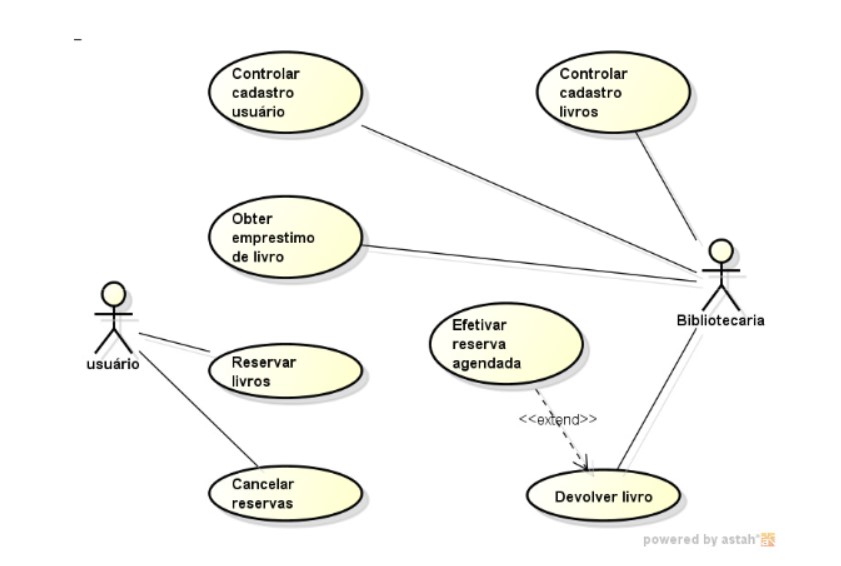 Controlar
cadastro
usuário
Controlar
cadastro
livros
Obter
emprestimo
de livro
Bibliotecaria
Efetivar
reserva
agendada
usuário
Reservar
livros
<<extend>>
Cancelar
reservas
Devolver livro
powered by astah*